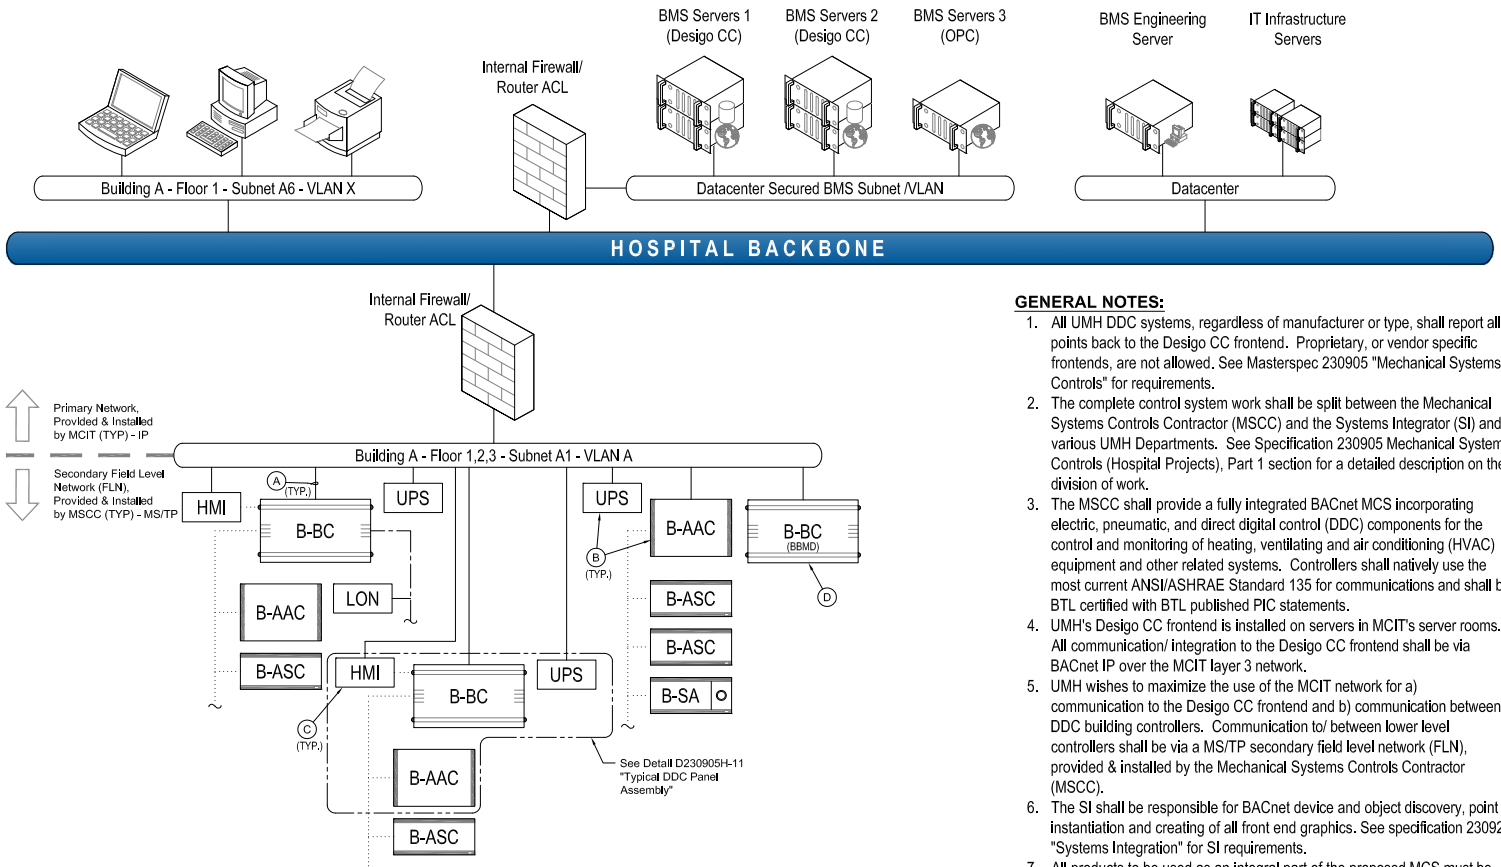 BMS Servers 1
(Desigo CC)
BMS Servers 2
(Desigo CC)
BMS Servers 3
(OPC)
BMS Engineering
Server
IT Infrastructure
Servers
Internal Firewall/
Router ACL
Building A - Floor 1 - Subnet A6 - VLAN X
Datacenter Secured BMS Subnet /VLAN
Datacenter
HOSPITAL BACKBONE
Internal Firewall/
Router ACL
Primary Network,
Provided & Installed
by MCIT (TYP) - IP
Secondary Field Level
Network (FLN),
Provided & Installed
by MSCC (TYP) - MS/TP
Building A - Floor 1,2,3 - Subnet A1 - VLAN A
A
(TYP.)
HMI
B-BC
UPS
UPS
B-AAC
B-BC
(BBMD)
B
(TYP.)
D
B-AAC
LON
B-ASC
B-ASC
B-ASC
B-SA
HMI
B-BC
UPS
C
(TYP.)
B-AAC
B-ASC
See Detail D230905H-11
"Typical DDC Panel
Assembly"
GENERAL NOTES:
1. All UMH DDC systems, regardless of manufacturer or type, shall report all
points back to the Desigo CC frontend. Proprietary, or vendor specific
frontends, are not allowed. See Masterspec 230905 "Mechanical Systems
Controls" for requirements.
2. The complete control system work shall be split between the Mechanical
Systems Controls Contractor (MSCC) and the Systems Integrator (SI) and
various UMH Departments. See Specification 230905 Mechanical System
Controls (Hospital Projects), Part 1 section for a detailed description on the
division of work.
3. The MSCC shall provide a fully integrated BACnet MCS incorporating
electric, pneumatic, and direct digital control (DDC) components for the
control and monitoring of heating, ventilating and air conditioning (HVAC)
equipment and other related systems. Controllers shall natively use the
most current ANSI/ASHRAE Standard 135 for communications and shall b
BTL certified with BTL published PIC statements.
4. UMH's Desigo CC frontend is installed on servers in MCIT's server rooms.
All communication/ integration to the Desigo CC frontend shall be via
BACnet IP over the MCIT layer 3 network.
5. UMH wishes to maximize the use of the MCIT network for a)
communication to the Desigo CC frontend and b) communication between
DDC building controllers. Communication to/ between lower level
controllers shall be via a MS/TP secondary field level network (FLN),
provided & installed by the Mechanical Systems Controls Contractor
(MSCC).
6. The SI shall be responsible for BACnet device and object discovery, point
instantiation and creating of all front end graphics. See specification 23092
"Systems Integration" for SI requirements.
7. All products to be used as an integral part of the proposed MCS must be